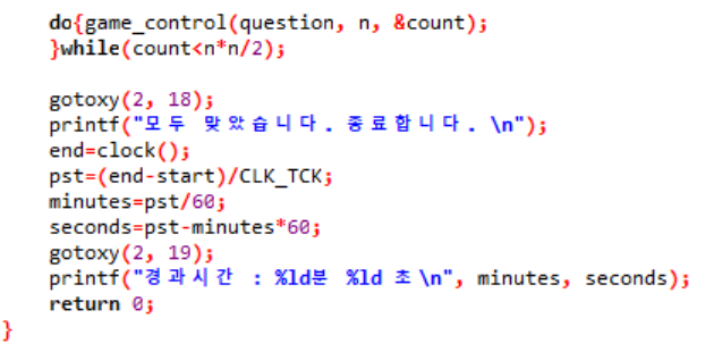 do{game_control(question, n, &count);
}while(count<n*n/2);
gotoxy(2, 18);
printf("모두 맞았습니다. 종료합니다. \n");
end=clock();
pst=(end-start)/CLK_TCK;
minutes=pst/60;
seconds=pst-minutes*60;
gotoxy(2, 19);
printf("경과시간 : %ld분 %ld 초\n", minutes, seconds);
return 0;
}